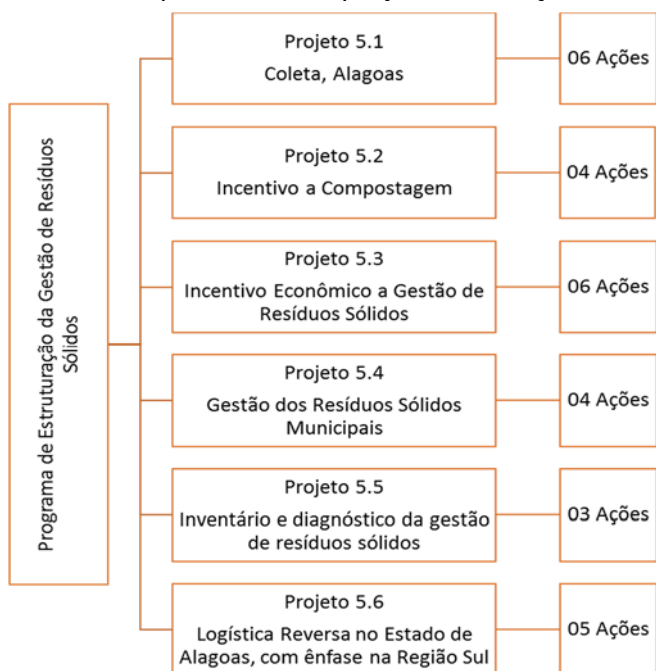 Programa de Estruturação da Gestão de Resíduos
Sólidos
Projeto 5.1
Coleta, Alagoas
06 Ações
Projeto 5.2
Incentivo a Compostagem
04 Ações
Projeto 5.3
Incentivo Econômico a Gestão de
Resíduos Sólidos
06 Ações
Projeto 5.4
Gestão dos Resíduos Sólidos
Municipais
04 Ações
Projeto 5.5
Inventário e diagnóstico da gestão
de resíduos sólidos
03 Ações
Projeto 5.6
Logística Reversa no Estado de
Alagoas, com ênfase na Região Sul
05 Ações